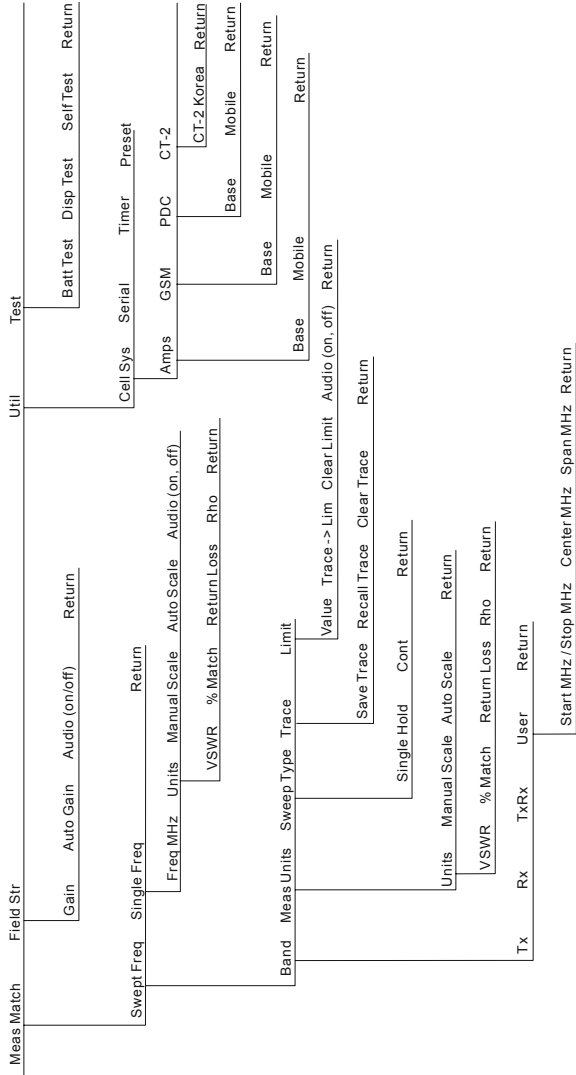 Meas Match Field Str Util Test
Gain Auto Gain Audio (on/off) Return
Batt Test Disp Test Self Test Return
Swept Freq Single Freq Return
Cell Sys Serial Timer Preset
Freq MHz Units Manual Scale Auto Scale Audio (on, off)
Amps GSM PDC CT-2
VSWR % Match Return Loss Rho Return
CT-2 Korea Return
Base Mobile Return
Base Mobile Return
Base Mobile Return
Band Meas Units Sweep Type Trace Limit
Value Trace -> Lim Clear Limit Audio (on, off) Return
Save Trace Recall Trace Clear Trace Return
Single Hold Cont Return
Units Manual Scale Auto Scale Return
VSWR % Match Return Loss Rho Return
Tx Rx TxRx User Return
Start MHz / Stop MHz Center MHz Span MHz Return